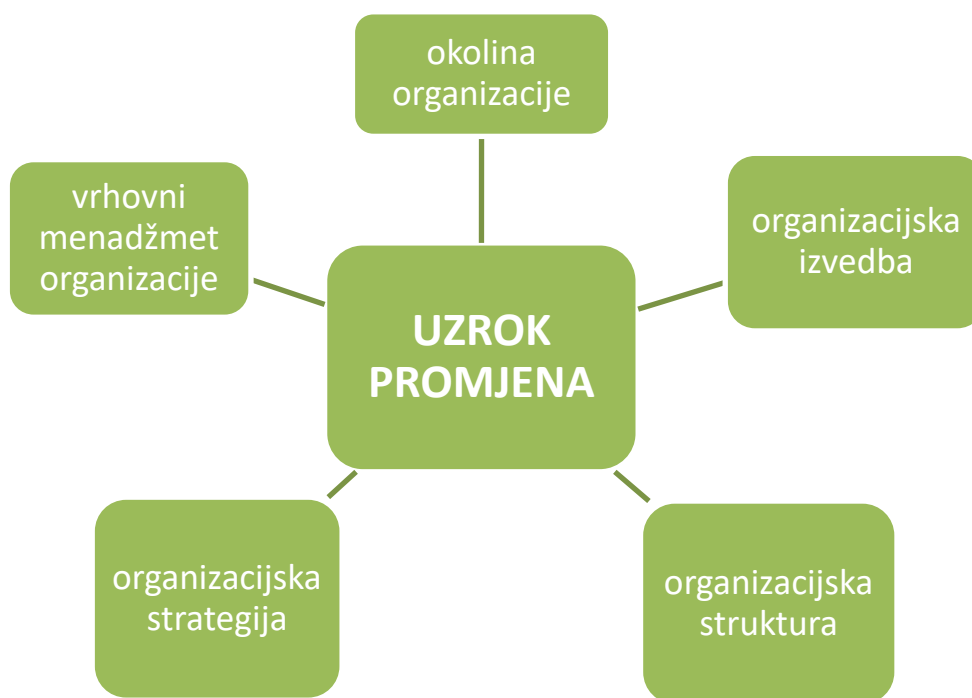 okolina
organizacije
vrhovni
menadžmet
organizacije
organizacijska
izvedba
UZROK
PROMJENA
organizacijska
strategija
organizacijska
struktura